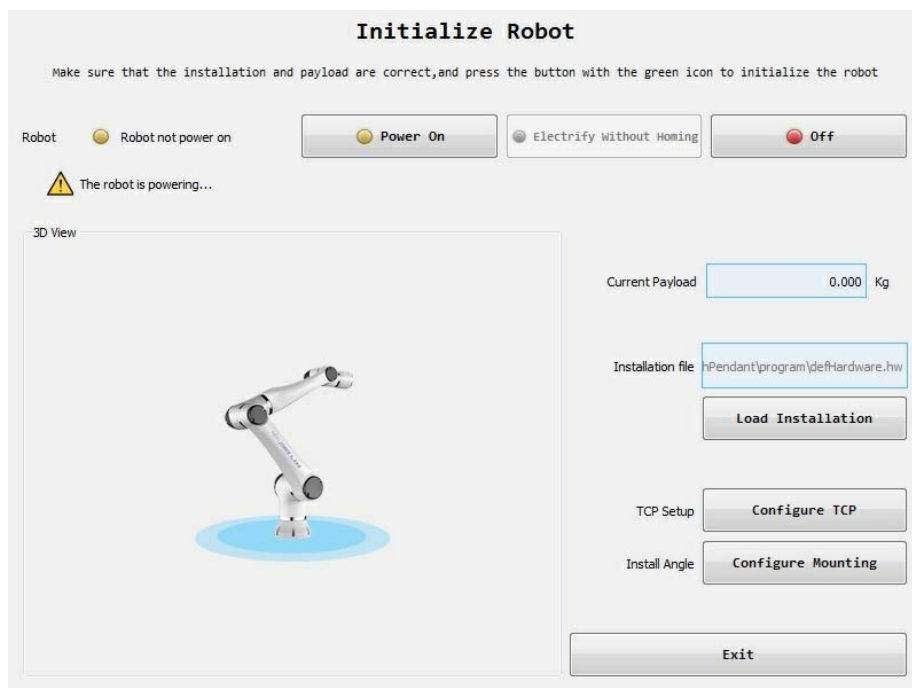 Initialize Robot
Make sure that the installation and payload are correct,and press the button with the green icon to initialize the robot
Robot
Robot not power on
Power On
Electrify Without Homing
Off
The robot is powering...
3D View
Current Payload
0.000
Kg
Installation file
hPendant\program\defHardware.hw
Load Installation
TCP Setup
Configure TCP
Install Angle
Configure Mounting
Exit